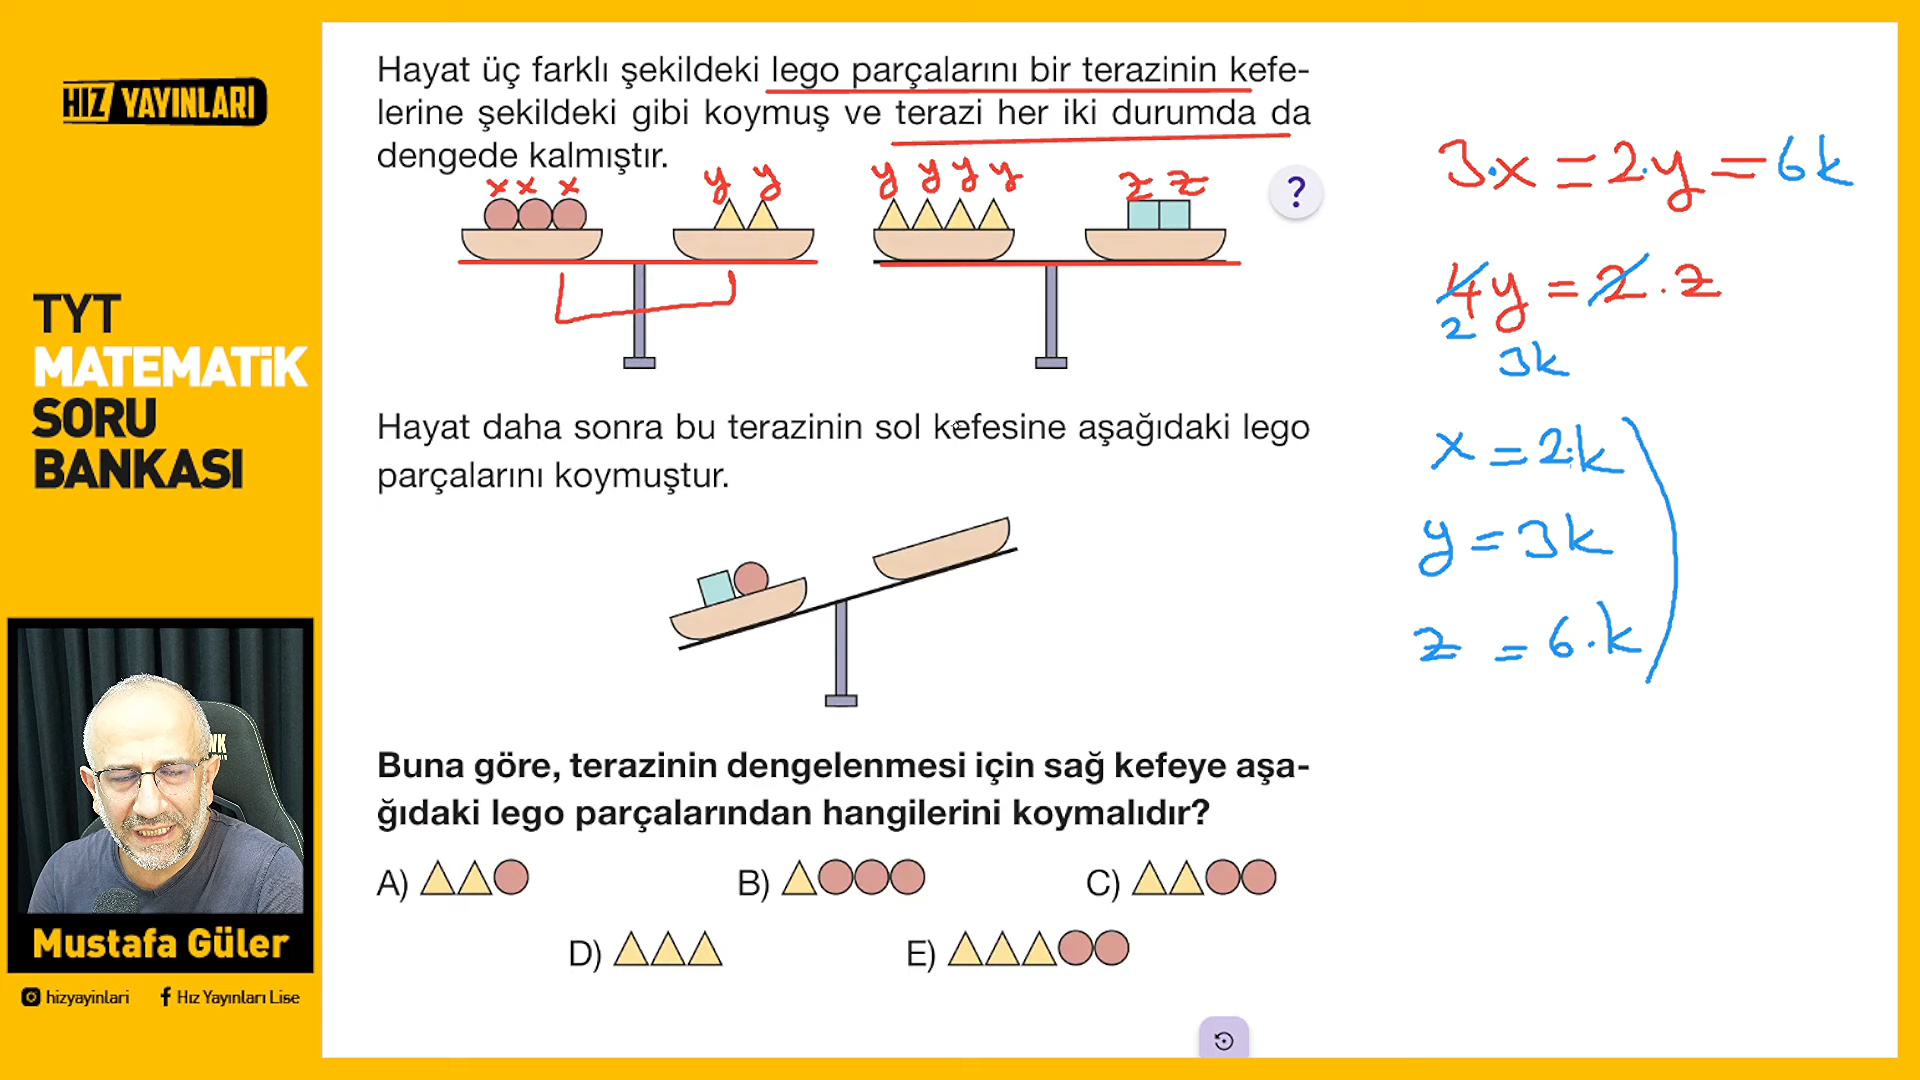 HIZ YAYINLARI
TYT
MATEMATİK
SORU
BANKASI
Mustafa Güler
hizyayinlari
Hız Yayınları Lise
Hayat üç farklı şekildeki lego parçalarını bir terazinin kefe-
lerine şekildeki gibi koymuş ve terazi her iki durumda da
dengede kalmıştır.
x x x
y y
y y y y
z z
?
Hayat daha sonra bu terazinin sol kefesine aşağıdaki lego
parçalarını koymuştur.
Buna göre, terazinin dengelenmesi için sağ kefeye aşa-
ğıdaki lego parçalarından hangilerini koymalıdır?
A)
B)
C)
D)
E)
3·x = 2·y = 6k
4y = 2·z
2
3k
x = 2·k
y = 3k
z = 6·k